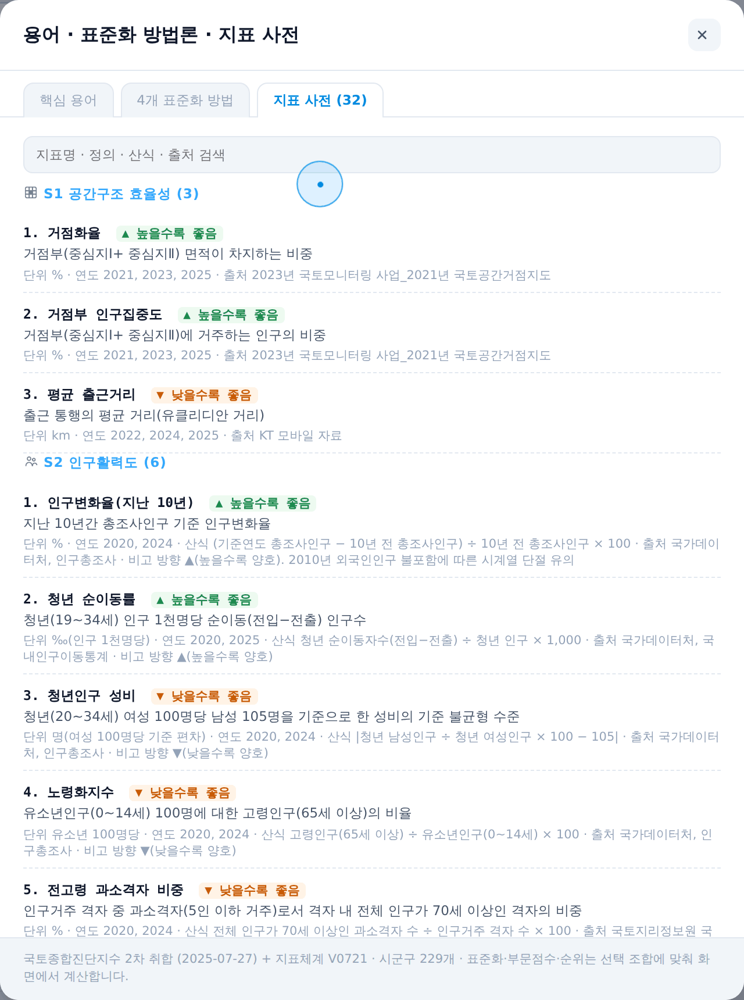 용어 · 표준화 방법론 · 지표 사전
×
핵심 용어
4개 표준화 방법
지표 사전 (32)
지표명 · 정의 · 산식 · 출처 검색
S1 공간구조 효율성 (3)
1. 거점화율 ▲ 높을수록 좋음
거점부(중심지Ⅰ+ 중심지Ⅱ) 면적이 차지하는 비중
단위 % · 연도 2021, 2023, 2025 · 출처 2023년 국토모니터링 사업_2021년 국토공간거점지도
2. 거점부 인구집중도 ▲ 높을수록 좋음
거점부(중심지Ⅰ+ 중심지Ⅱ)에 거주하는 인구의 비중
단위 % · 연도 2021, 2023, 2025 · 출처 2023년 국토모니터링 사업_2021년 국토공간거점지도
3. 평균 출근거리 ▼ 낮을수록 좋음
출근 통행의 평균 거리(유클리디안 거리)
단위 km · 연도 2022, 2024, 2025 · 출처 KT 모바일 자료
S2 인구활력도 (6)
1. 인구변화율(지난 10년) ▲ 높을수록 좋음
지난 10년간 총조사인구 기준 인구변화율
단위 % · 연도 2020, 2024 · 산식 (기준연도 총조사인구 − 10년 전 총조사인구) ÷ 10년 전 총조사인구 × 100 · 출처 국가데이
터처, 인구총조사 · 비고 방향 ▲(높을수록 양호). 2010년 외국인인구 불포함에 따른 시계열 단절 유의
2. 청년 순이동률 ▲ 높을수록 좋음
청년(19~34세) 인구 1천명당 순이동(전입−전출) 인구수
단위 ‰(인구 1천명당) · 연도 2020, 2025 · 산식 청년 순이동자수(전입−전출) ÷ 청년 인구 × 1,000 · 출처 국가데이터처, 국
내인구이동통계 · 비고 방향 ▲(높을수록 양호)
3. 청년인구 성비 ▼ 낮을수록 좋음
청년(20~34세) 여성 100명당 남성 105명을 기준으로 한 성비의 기준 불균형 수준
단위 명(여성 100명당 기준 편차) · 연도 2020, 2024 · 산식 |청년 남성인구 ÷ 청년 여성인구 × 100 − 105| · 출처 국가데이터
처, 인구총조사 · 비고 방향 ▼(낮을수록 양호)
4. 노령화지수 ▼ 낮을수록 좋음
유소년인구(0~14세) 100명에 대한 고령인구(65세 이상)의 비율
단위 유소년 100명당 · 연도 2020, 2024 · 산식 고령인구(65세 이상) ÷ 유소년인구(0~14세) × 100 · 출처 국가데이터처, 인
구총조사 · 비고 방향 ▼(낮을수록 양호)
5. 전고령 과소격자 비중 ▼ 낮을수록 좋음
인구거주 격자 중 과소격자(5인 이하 거주)로서 격자 내 전체 인구가 70세 이상인 격자의 비중
단위 % · 연도 2020, 2024 · 산식 전체 인구가 70세 이상인 과소격자 수 ÷ 인구거주 격자 수 × 100 · 출처 국토지리정보원 국
국토종합진단지수 2차 취합 (2025-07-27) + 지표체계 V0721 · 시군구 229개 · 표준화·부문점수·순위는 선택 조합에 맞춰 화
면에서 계산합니다.